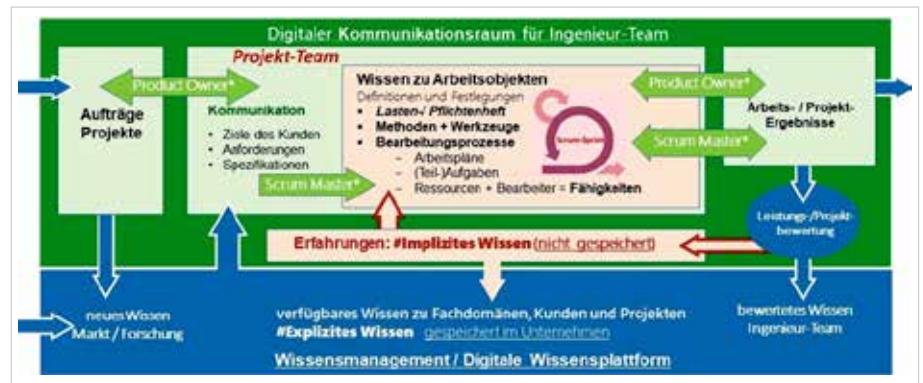 Digitaler Kommunikationsraum für Ingenieur-Team
Projekt-Team
Aufträge
Projekte
Product Owner*
Kommunikation
• Ziele des Kunden
• Anforderungen
• Spezifikationen
Scrum Master*
Wissen zu Arbeitsobjekten
Definitionen und Festlegungen
• Lasten-/ Pflichtenheft
• Methoden + Werkzeuge
• Bearbeitungsprozesse
– Arbeitspläne
– (Teil-)Aufgaben
– Ressourcen + Bearbeiter = Fähigkeiten
Scrum-Sprint
Product Owner*
Scrum Master*
Arbeits- / Projekt-
Ergebnisse
Leistungs-/Projekt-
bewertung
Erfahrungen: #Implizites Wissen (nicht gespeichert)
neues Wissen
Markt / Forschung
verfügbares Wissen zu Fachdomänen, Kunden und Projekten
#Explizites Wissen gespeichert im Unternehmen
bewertetes Wissen
Ingenieur-Team
Wissensmanagement / Digitale Wissensplattform